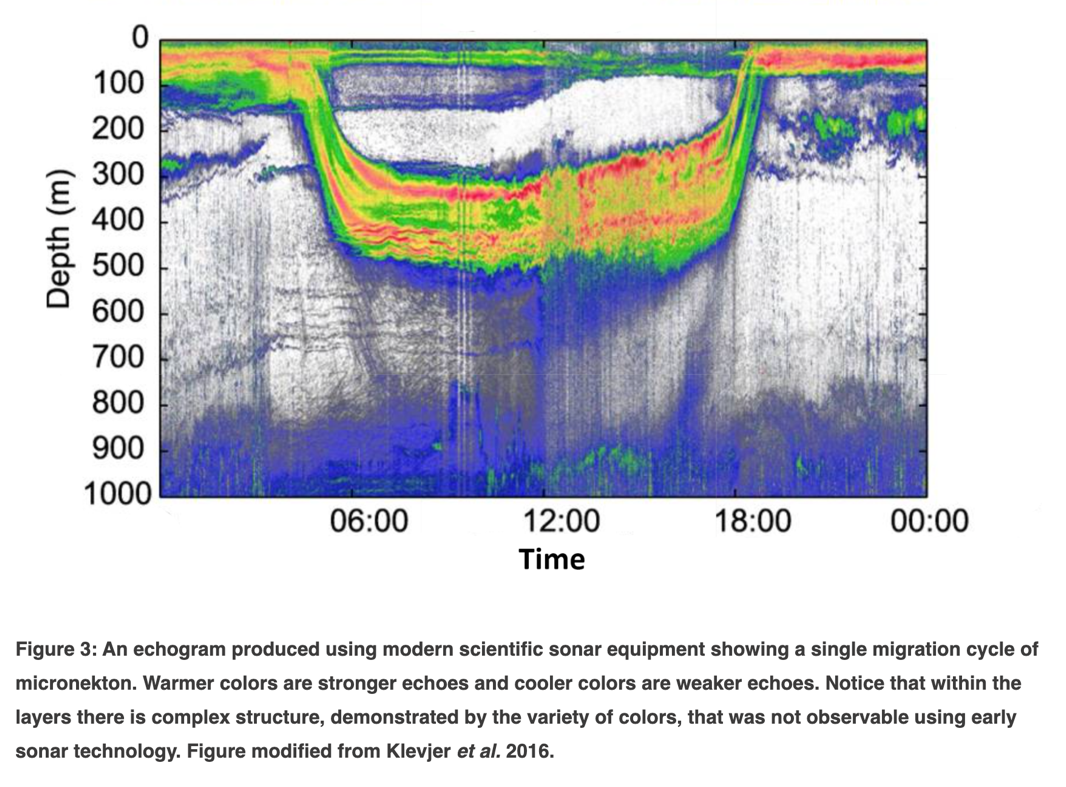 0
100
200
300
400
500
600
700
800
900
1000
Depth (m)
06:00 12:00 18:00 00:00
Time
Figure 3: An echogram produced using modern scientific sonar equipment showing a single migration cycle of
micronekton. Warmer colors are stronger echoes and cooler colors are weaker echoes. Notice that within the
layers there is complex structure, demonstrated by the variety of colors, that was not observable using early
sonar technology. Figure modified from Klevjer et al. 2016.